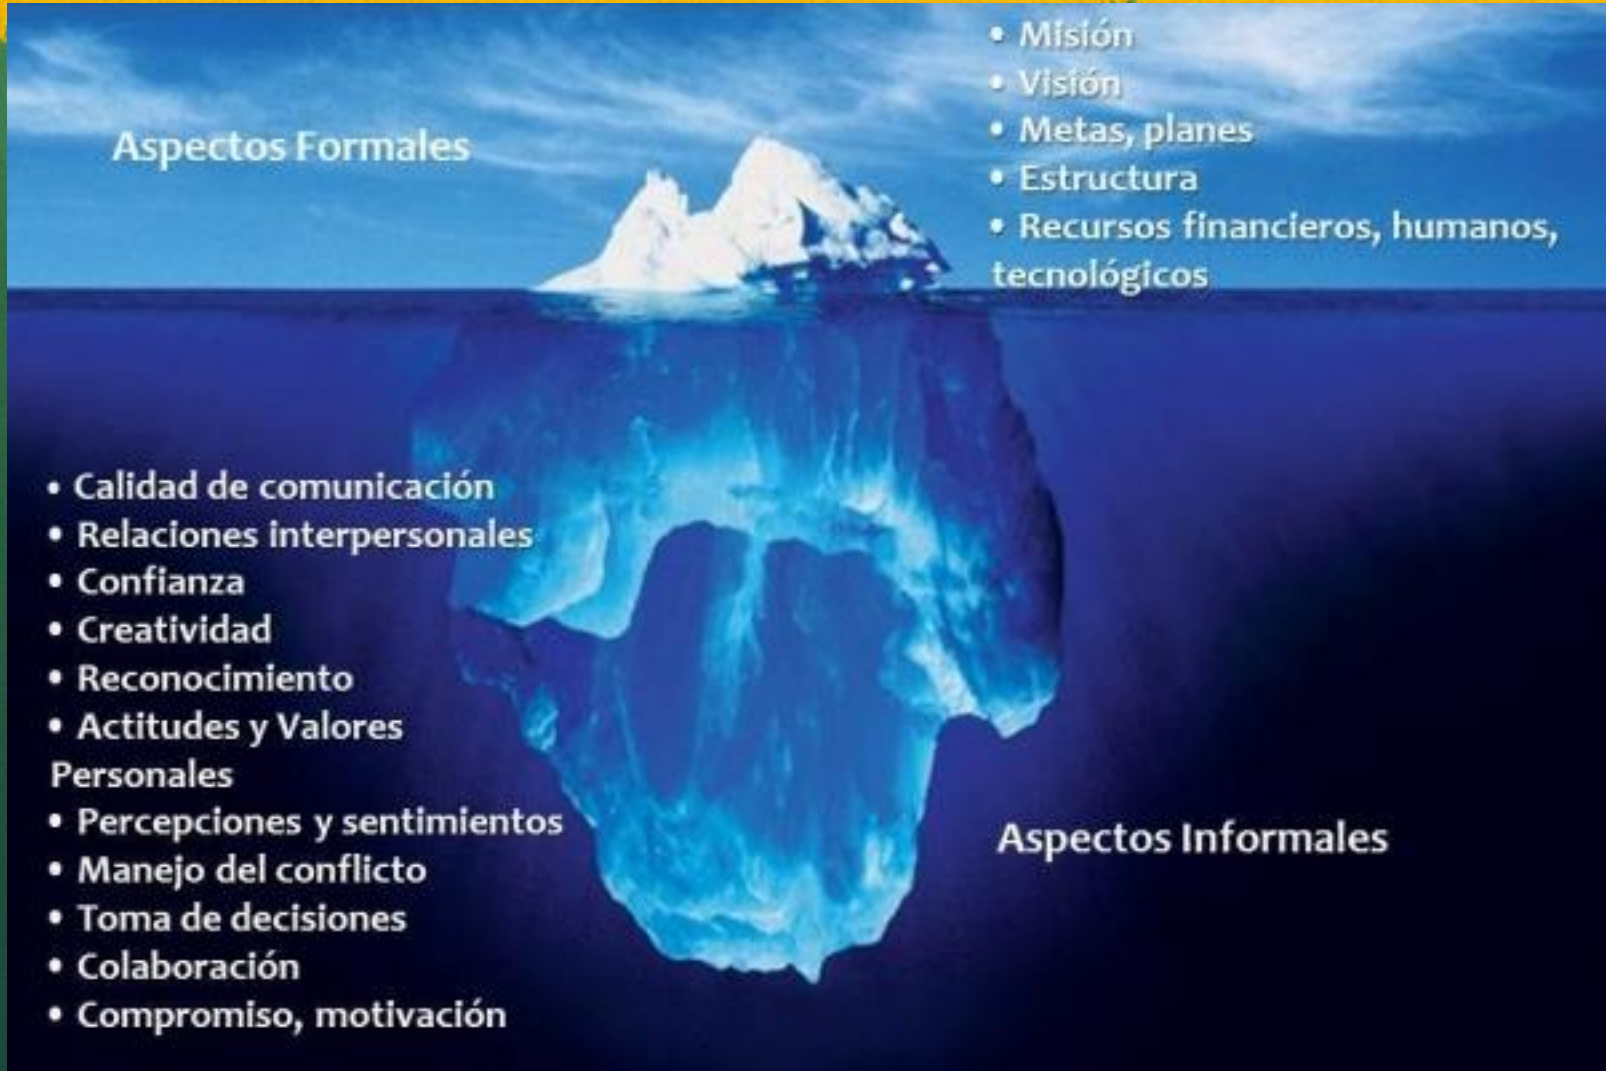 Aspectos Formales
• Misión
• Visión
• Metas, planes
• Estructura
• Recursos financieros, humanos,
tecnológicos
• Calidad de comunicación
• Relaciones interpersonales
• Confianza
• Creatividad
• Reconocimiento
• Actitudes y Valores
Personales
• Percepciones y sentimientos
• Manejo del conflicto
• Toma de decisiones
• Colaboración
• Compromiso, motivación
Aspectos Informales